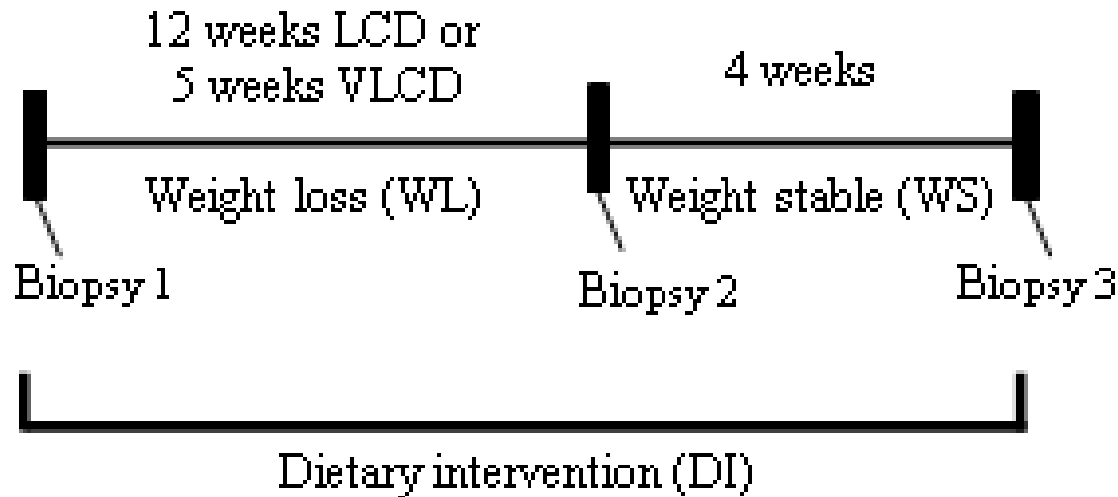 12 weeks LCD or
5 weeks VLCD
4 weeks
Weight loss (WL)
Weight stable (WS)
Biopsy 1
Biopsy 2
Biopsy 3
Dietary intervention (DI)